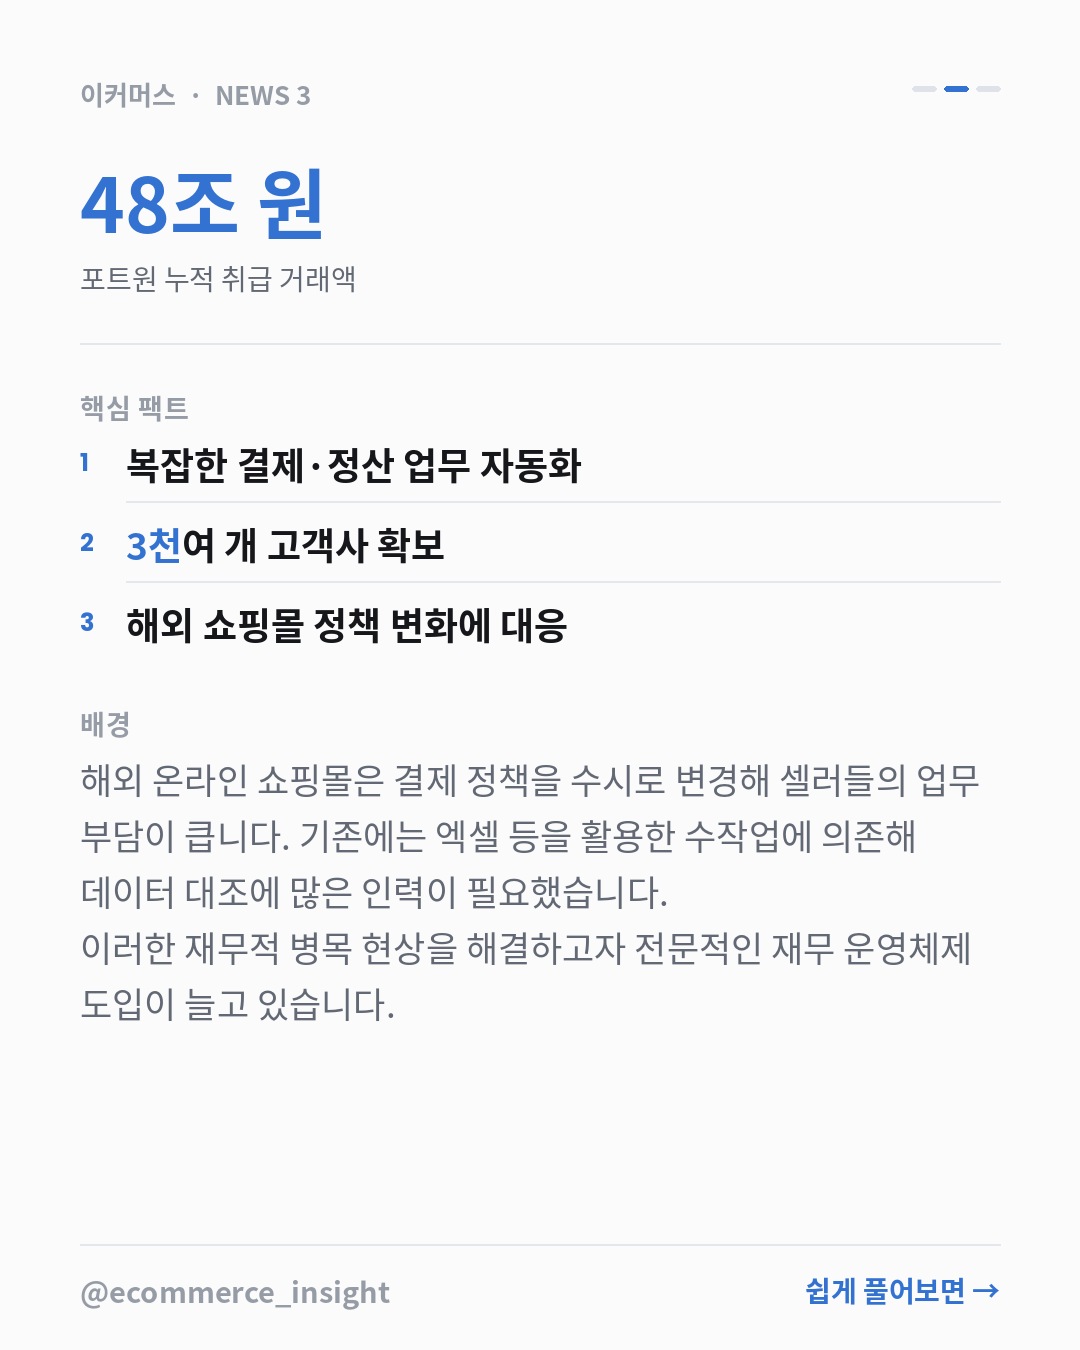 이커머스 · NEWS 3
48조 원
포트원 누적 취급 거래액
핵심 팩트
1 복잡한 결제·정산 업무 자동화
2 3천여 개 고객사 확보
3 해외 쇼핑몰 정책 변화에 대응
배경
해외 온라인 쇼핑몰은 결제 정책을 수시로 변경해 셀러들의 업무
부담이 큽니다. 기존에는 엑셀 등을 활용한 수작업에 의존해
데이터 대조에 많은 인력이 필요했습니다.
이러한 재무적 병목 현상을 해결하고자 전문적인 재무 운영체제
도입이 늘고 있습니다.
@ecommerce_insight
쉽게 풀어보면 →